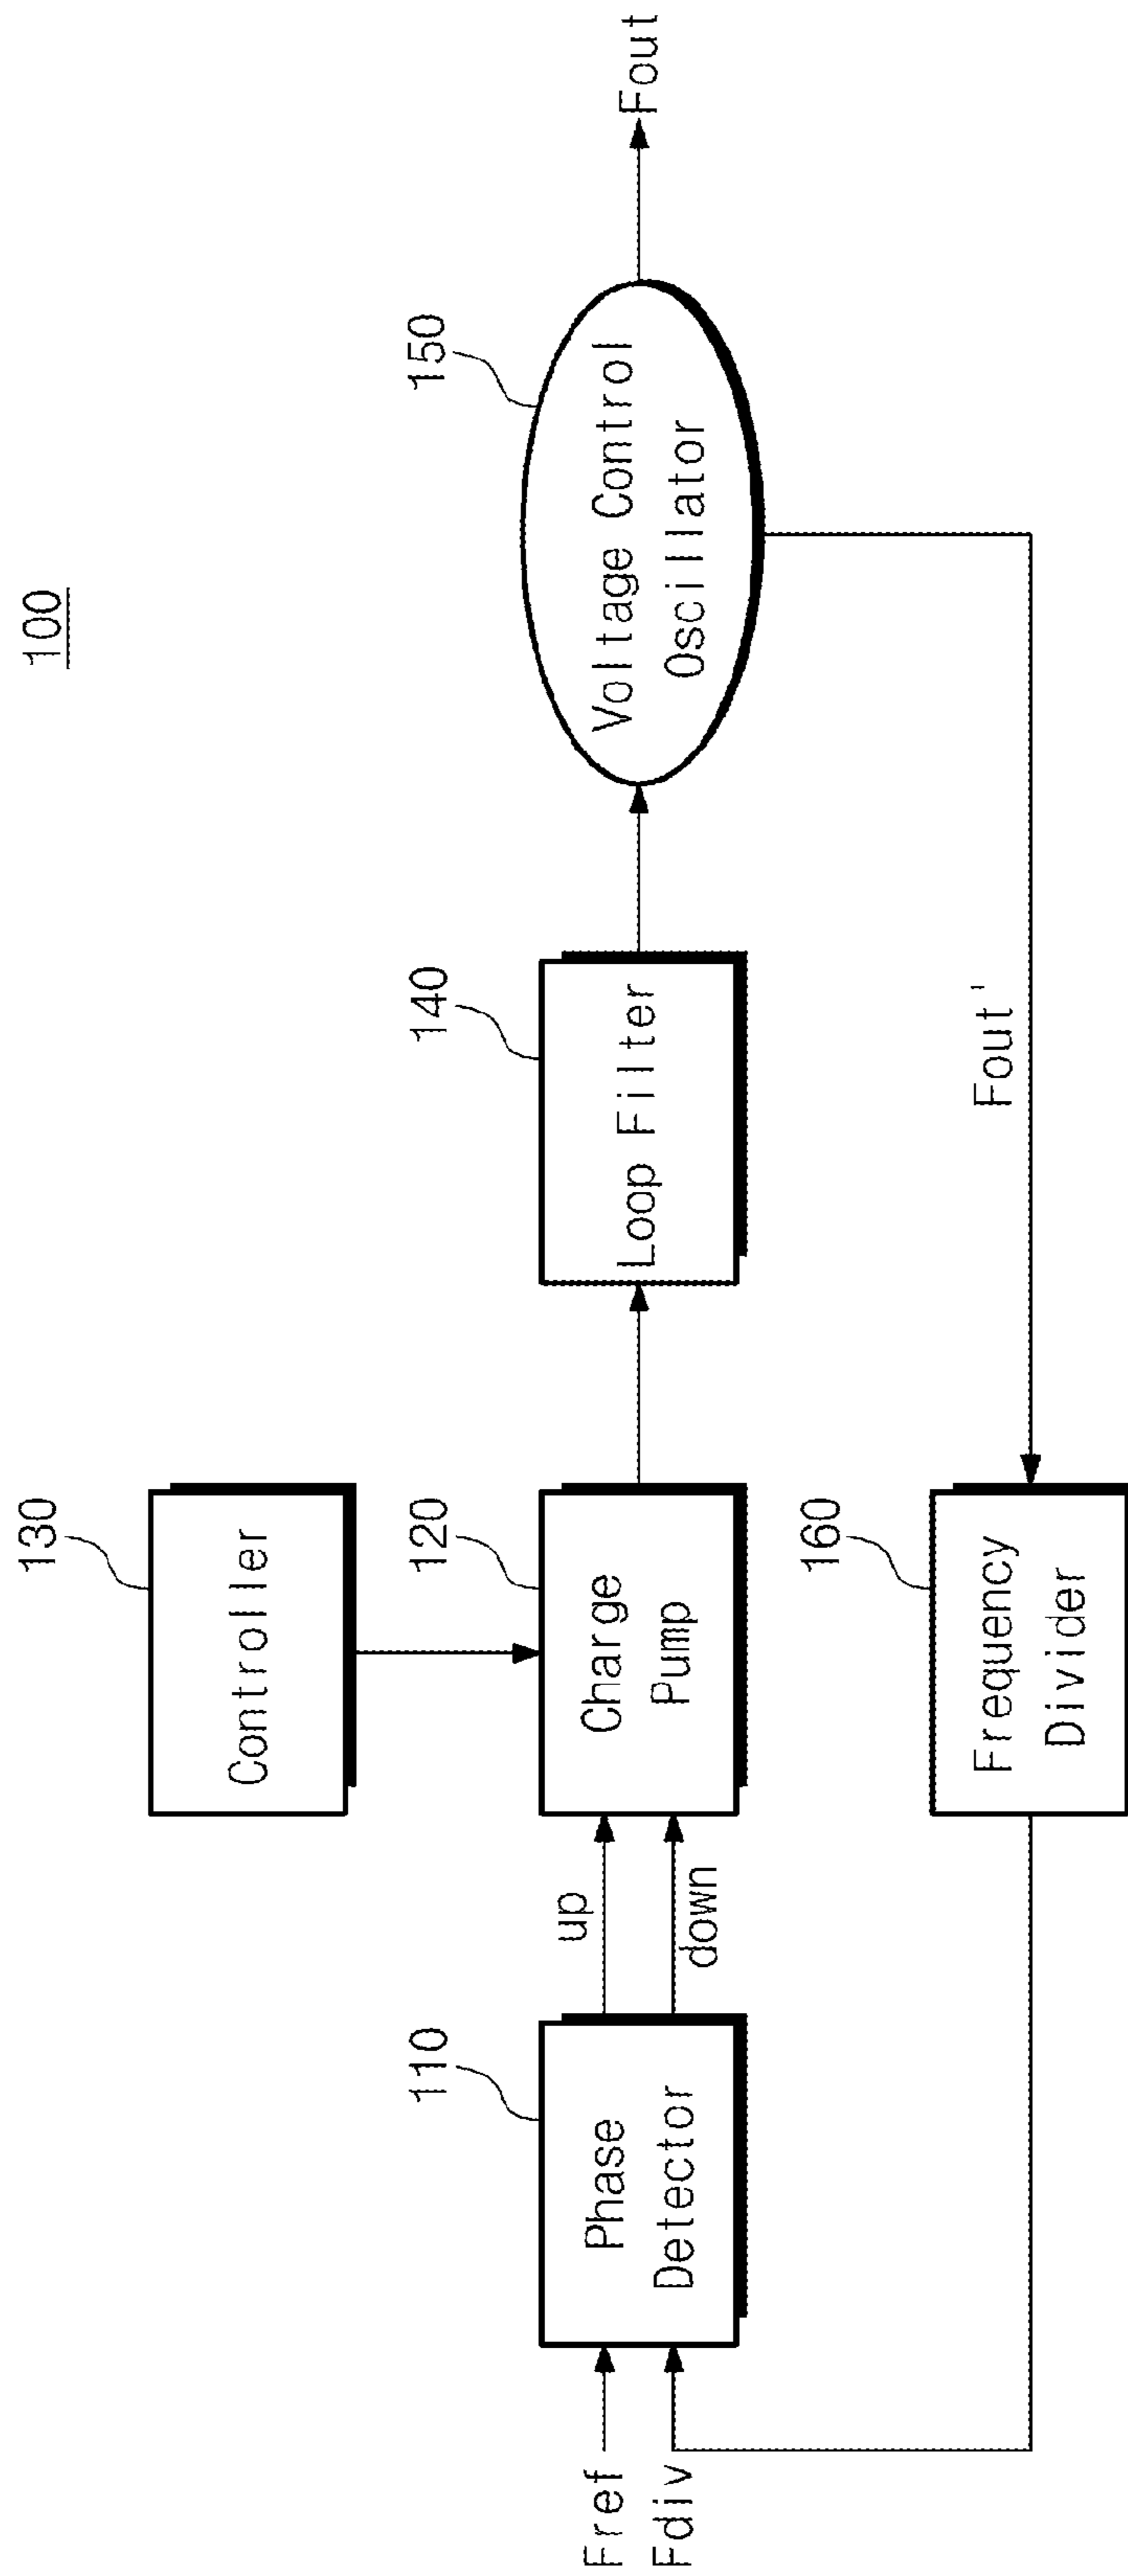 100
130
Controller
110
Phase
Detector
Fref
Fdiv
up
down
120
Charge
Pump
140
Loop Filter
150
Voltage Control
Oscillator
Fout
160
Frequency
Divider
Fout'